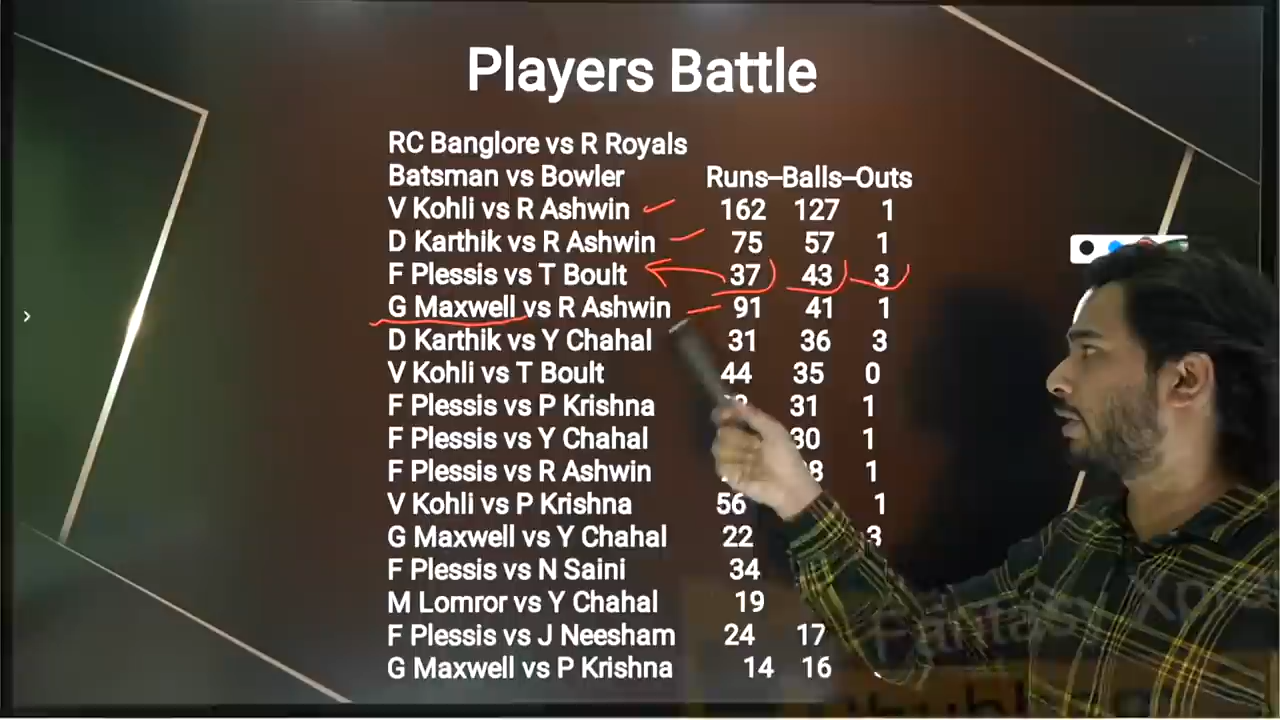 Players Battle
RC Banglore vs R Royals
Batsman vs Bowler Runs–Balls–Outs
V Kohli vs R Ashwin 162 127 1
D Karthik vs R Ashwin 75 57 1
F Plessis vs T Boult 37 43 3
G Maxwell vs R Ashwin 91 41 1
D Karthik vs Y Chahal 31 36 3
V Kohli vs T Boult 44 35 0
F Plessis vs P Krishna 31 1
F Plessis vs Y Chahal 30 1
F Plessis vs R Ashwin 1
V Kohli vs P Krishna 56 1
G Maxwell vs Y Chahal 22 3
F Plessis vs N Saini 34
M Lomror vs Y Chahal 19
F Plessis vs J Neesham 24 17
G Maxwell vs P Krishna 14 16
Fantasy